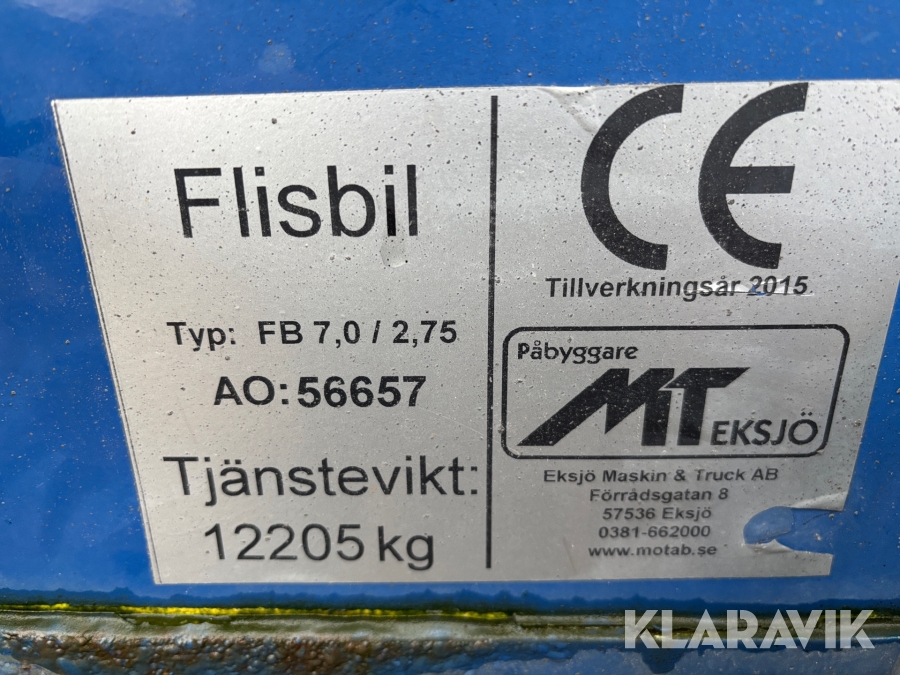 Flisbil
Typ: FB 7,0 / 2,75
AO: 56657
Tjänstevikt:
12205 kg
CE
Tillverkningsår 2015
Påbyggare
MT EKSJÖ
Eksjö Maskin & Truck AB
Förrådsgatan 8
57536 Eksjö
0381-662000
www.motab.se
KLARAVIK